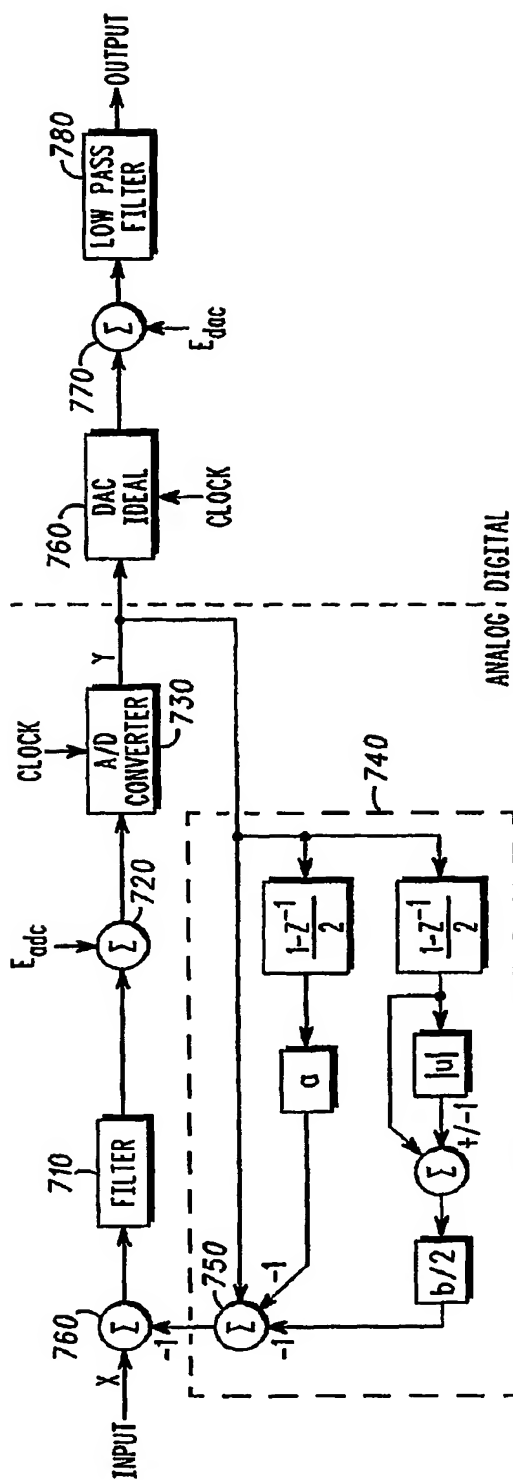 INPUT
X
760
Σ
-1
710
FILTER
E_adc
Σ
720
CLOCK
A/D CONVERTER
730
Y
760
DAC IDEAL
CLOCK
770
Σ
E_dac
780
LOW PASS FILTER
OUTPUT
ANALOG
DIGITAL
740
750
Σ
-1
-1
a
1-Z⁻¹
2
1-Z⁻¹
2
|u|
+/-1
Σ
b/2